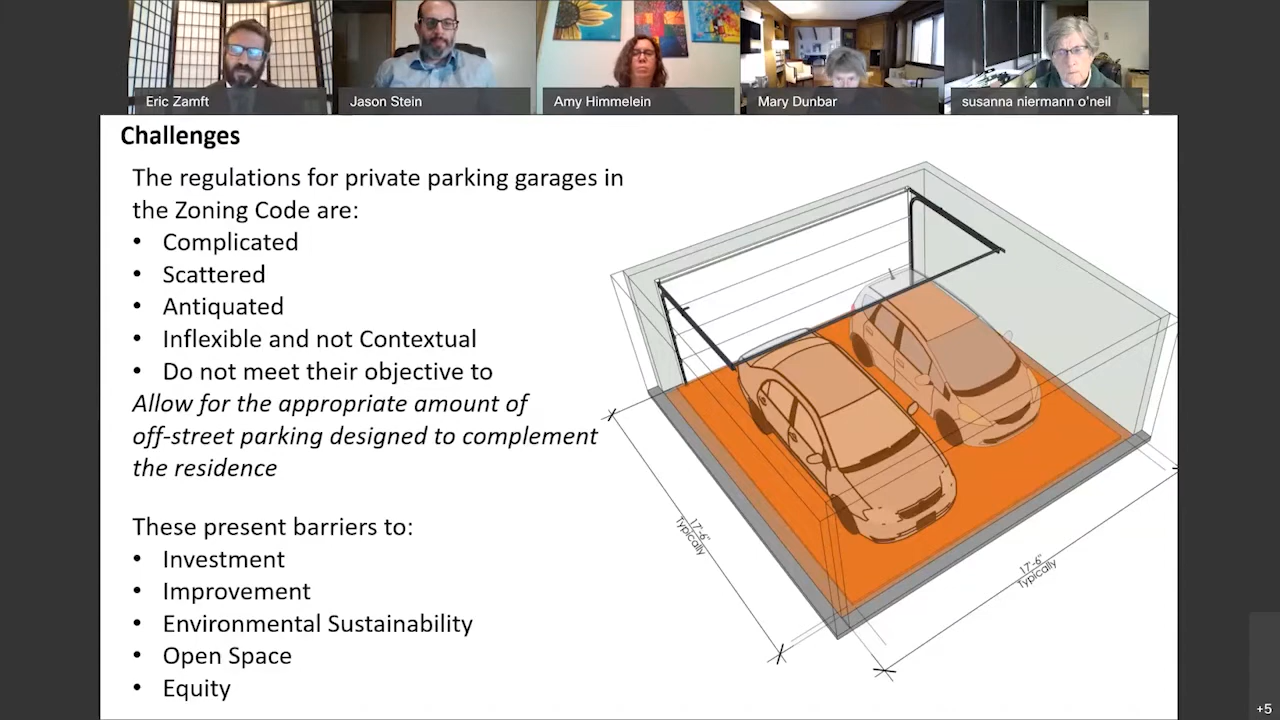 Eric Zamft
Jason Stein
Amy Himmelein
Mary Dunbar
susanna niermann o'neil
Challenges
The regulations for private parking garages in
the Zoning Code are:
• Complicated
• Scattered
• Antiquated
• Inflexible and not Contextual
• Do not meet their objective to
Allow for the appropriate amount of
off-street parking designed to complement
the residence
These present barriers to:
• Investment
• Improvement
• Environmental Sustainability
• Open Space
• Equity
17'-6"
Typically
17'-6"
Typically
+5